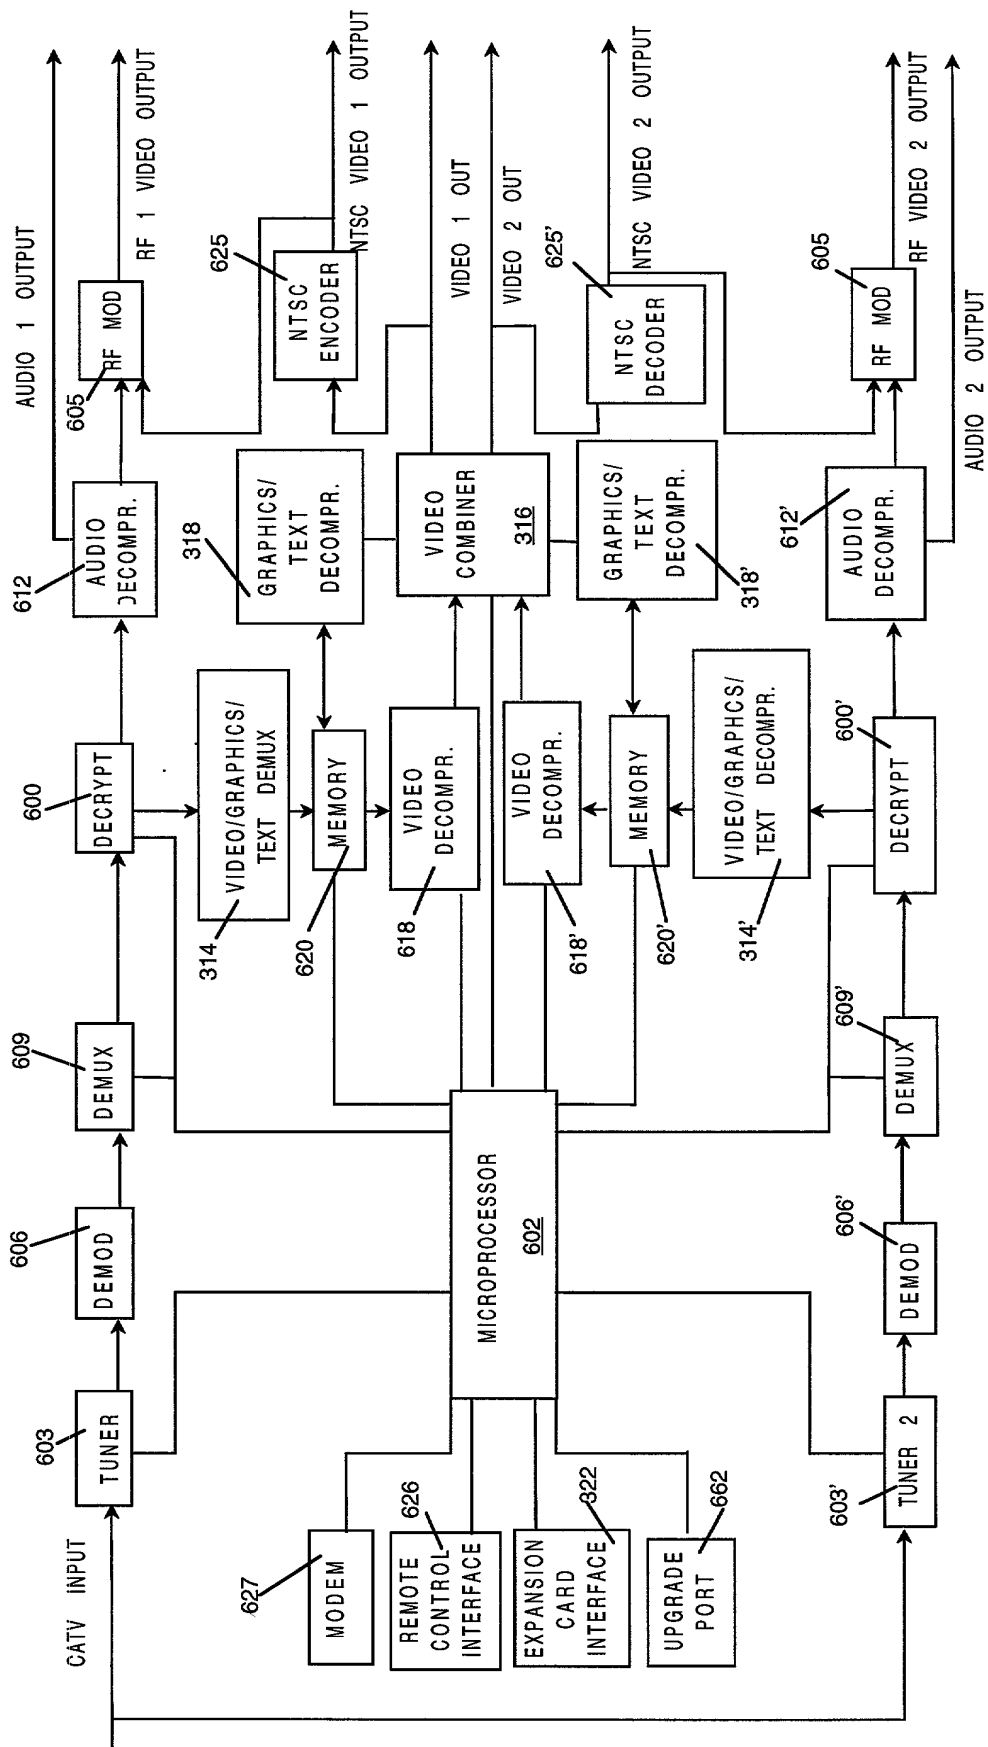 CATV INPUT
603
TUNER
606
DEMOD
609
DEMUX
600
DECRYPT
612
AUDIO
DECOMPR.
605
RF MOD
AUDIO 1 OUTPUT
RF 1 VIDEO OUTPUT
314
VIDEO/GRAPHICS/
TEXT DEMUX
318
GRAPHICS/
TEXT
DECOMPR.
625
NTSC
ENCODER
NTSC VIDEO 1 OUTPUT
627
MODEM
620
MEMORY
626
REMOTE
CONTROL
INTERFACE
618
VIDEO
DECOMPR.
VIDEO
COMBINER
316
VIDEO 1 OUT
VIDEO 2 OUT
MICROPROCESSOR
602
322
EXPANSION
CARD
INTERFACE
618'
VIDEO
DECOMPR.
625'
NTSC
DECODER
NTSC VIDEO 2 OUTPUT
GRAPHICS/
TEXT
DECOMPR.
318'
620'
MEMORY
662
UPGRADE
PORT
314'
VIDEO/GRAPHCS/
TEXT DECOMPR.
603'
TUNER 2
606'
DEMOD
609'
DEMUX
600'
DECRYPT
612'
AUDIO
DECOMPR.
605
RF MOD
RF VIDEO 2 OUTPUT
AUDIO 2 OUTPUT